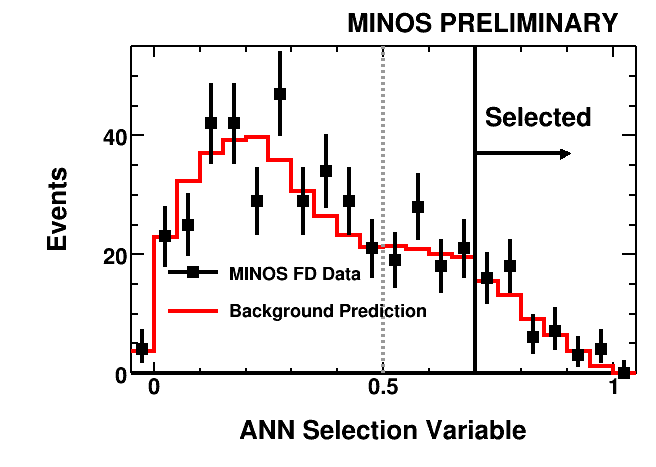 MINOS PRELIMINARY
Events
40
20
0
Selected
MINOS FD Data
Background Prediction
0
0.5
1
ANN Selection Variable